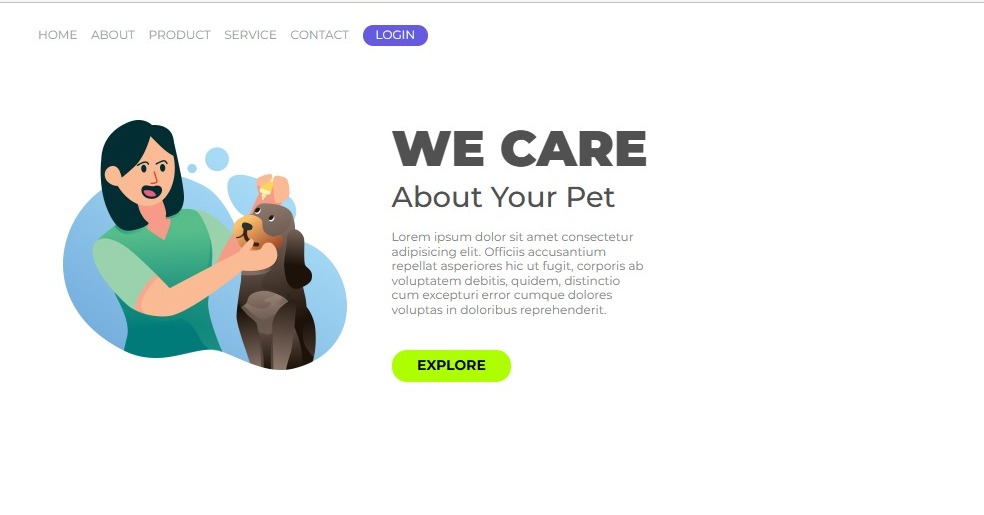 HOME ABOUT PRODUCT SERVICE CONTACT LOGIN
WE CARE
About Your Pet
Lorem ipsum dolor sit amet consectetur
adipisicing elit. Officiis accusantium
repellat asperiores hic ut fugit, corporis ab
voluptatem debitis, quidem, distinctio
cum excepturi error cumque dolores
voluptas in doloribus reprehenderit.
EXPLORE